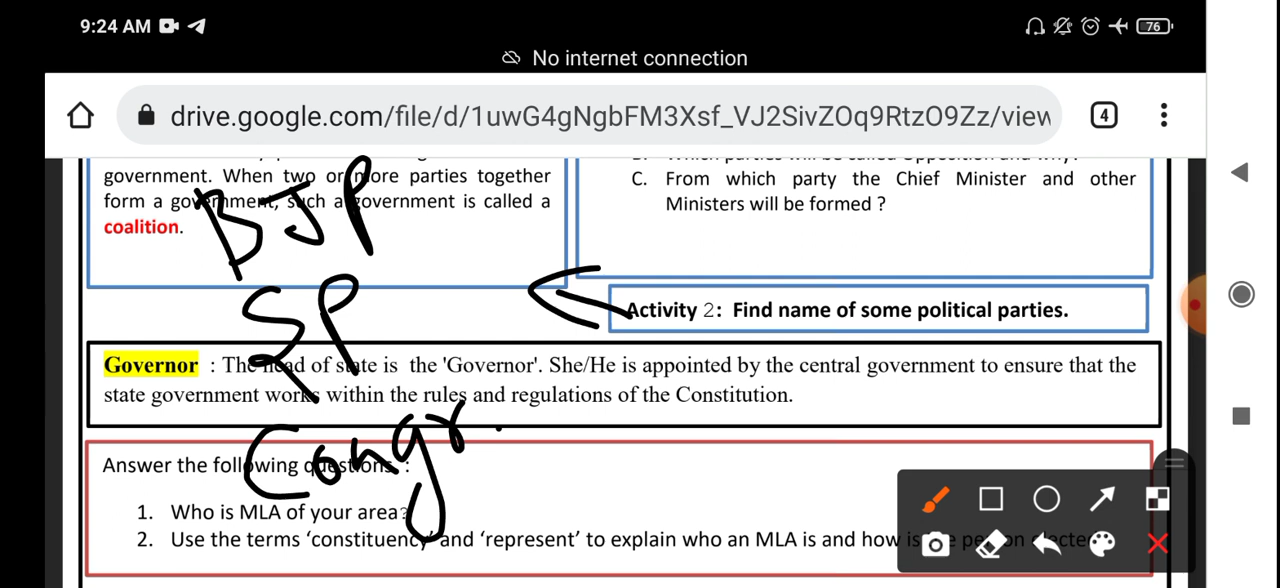 9:24 AM
76
No internet connection
drive.google.com/file/d/1uwG4gNgbFM3Xsf_VJ2SivZOq9RtzO9Zz/view
4
government. When two or more parties together
form a government, such a government is called a
coalition.
C. From which party the Chief Minister and other
Ministers will be formed ?
BJP
SP
Congr.
Activity 2: Find name of some political parties.
Governor : The head of state is the 'Governor'. She/He is appointed by the central government to ensure that the
state government works within the rules and regulations of the Constitution.
Answer the following questions :
1. Who is MLA of your area?
2. Use the terms ‘constituency’ and ‘represent’ to explain who an MLA is and how is